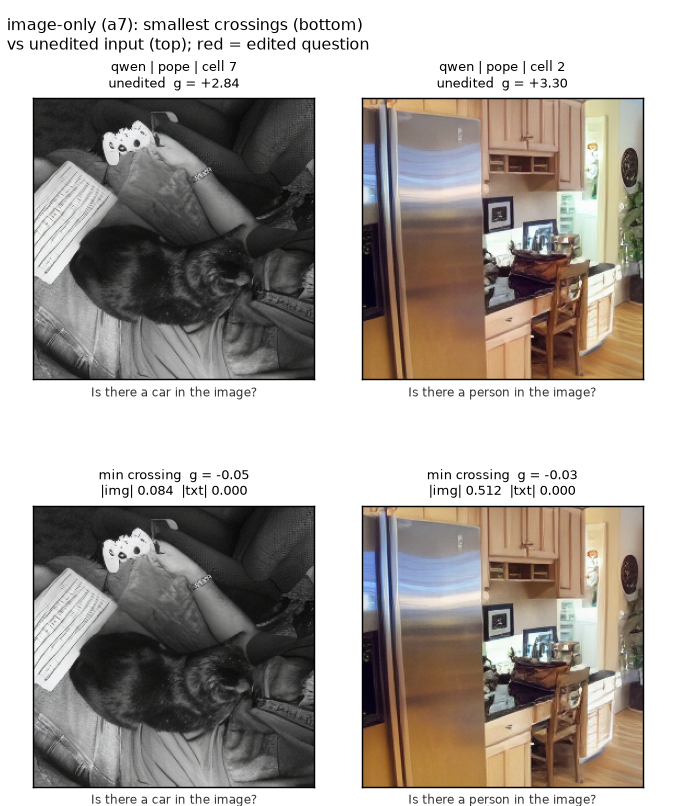 image-only (a7): smallest crossings (bottom)
vs unedited input (top); red = edited question
qwen | pope | cell 7
unedited  g = +2.84
qwen | pope | cell 2
unedited  g = +3.30
Is there a car in the image?
Is there a person in the image?
min crossing  g = -0.05
|img| 0.084  |txt| 0.000
min crossing  g = -0.03
|img| 0.512  |txt| 0.000
Is there a car in the image?
Is there a person in the image?